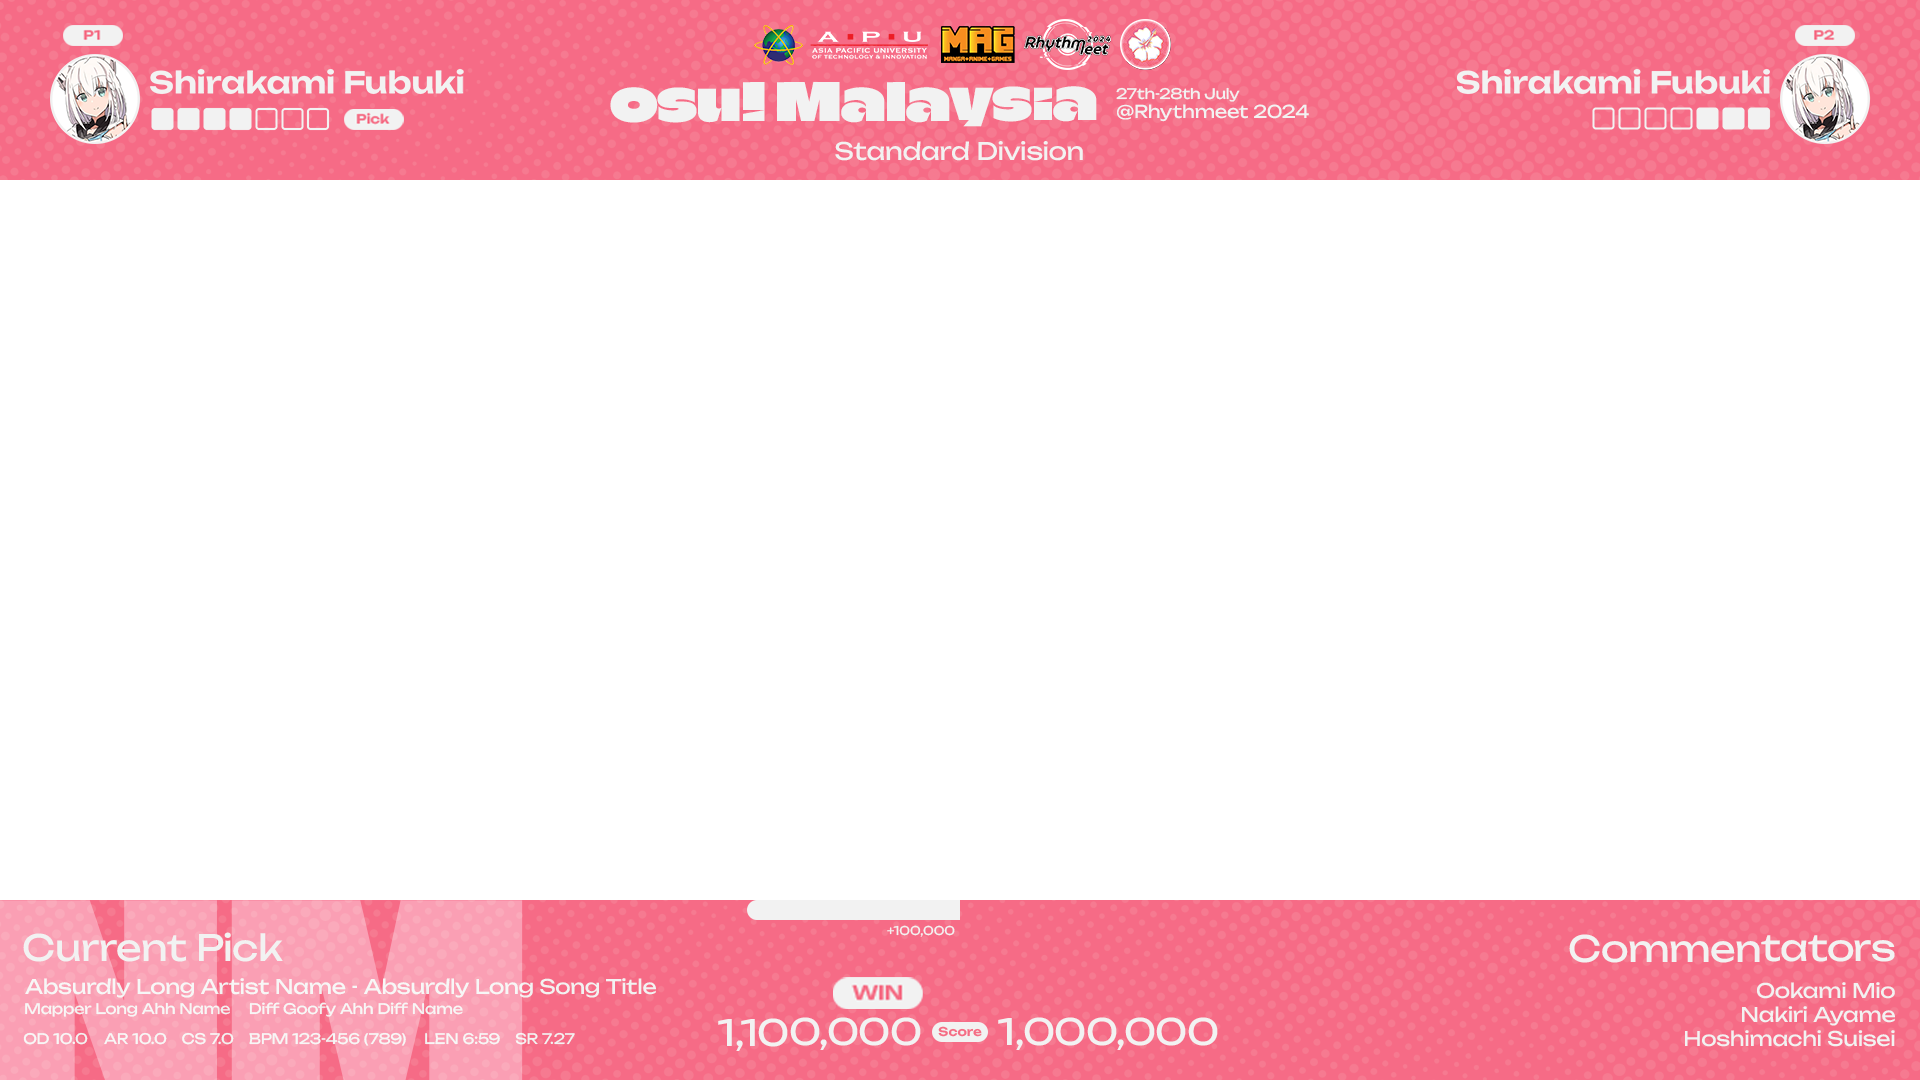 P1
Shirakami Fubuki
Pick
A·P·U
ASIA PACIFIC UNIVERSITY
OF TECHNOLOGY & INNOVATION
MAG
MANGA+ANIME+GAMES
Rhythm Meet 2024
osu! Malaysia
27th-28th July
@Rhythmeet 2024
Standard Division
P2
Shirakami Fubuki
NM
Current Pick
Absurdly Long Artist Name - Absurdly Long Song Title
Mapper Long Ahh Name Diff Goofy Ahh Diff Name
OD 10.0 AR 10.0 CS 7.0 BPM 123-456 (789) LEN 6:59 SR 7.27
+100,000
WIN
1,100,000 Score 1,000,000
Commentators
Ookami Mio
Nakiri Ayame
Hoshimachi Suisei